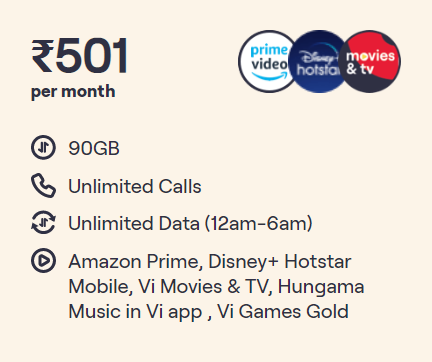 ₹501
per month
prime
video
Disney+
hotstar
movies
& tv
90GB
Unlimited Calls
Unlimited Data (12am-6am)
Amazon Prime, Disney+ Hotstar
Mobile, Vi Movies & TV, Hungama
Music in Vi app , Vi Games Gold